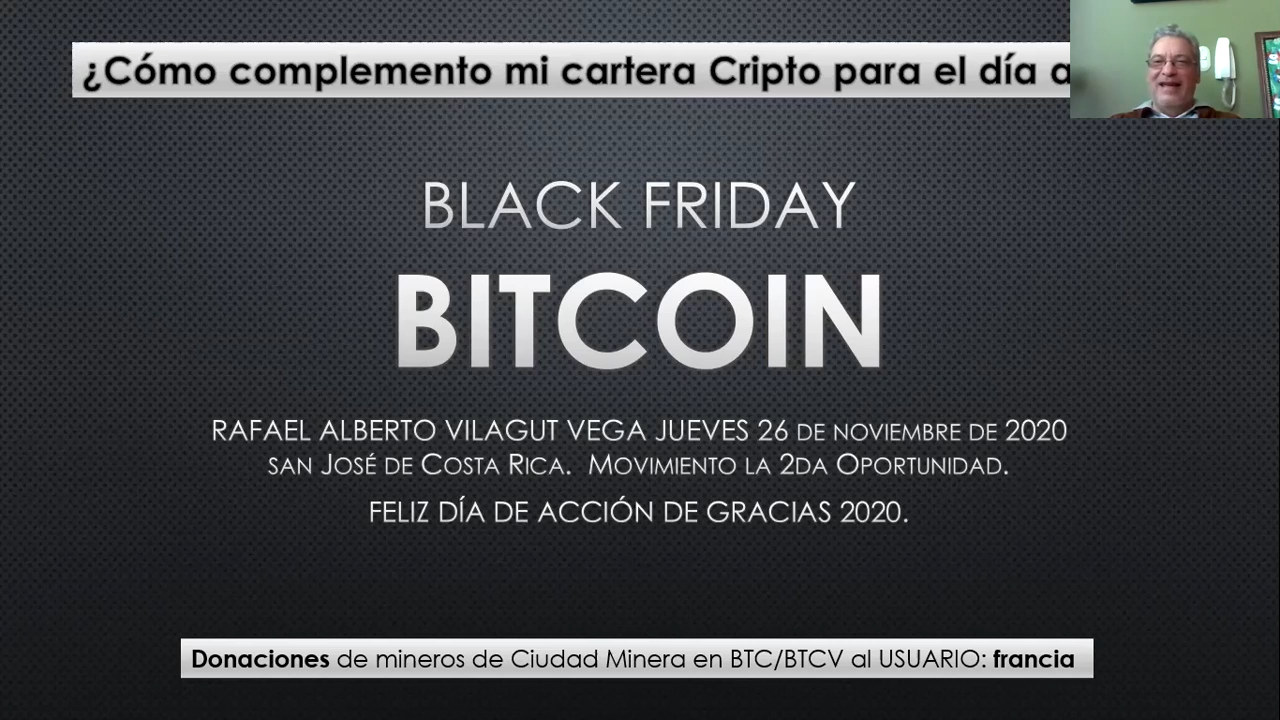 ¿Cómo complemento mi cartera Cripto para el día a
BLACK FRIDAY
BITCOIN
RAFAEL ALBERTO VILAGUT VEGA JUEVES 26 DE NOVIEMBRE DE 2020
SAN JOSÉ DE COSTA RICA. MOVIMIENTO LA 2DA OPORTUNIDAD.
FELIZ DÍA DE ACCIÓN DE GRACIAS 2020.
Donaciones de mineros de Ciudad Minera en BTC/BTCV al USUARIO: francia